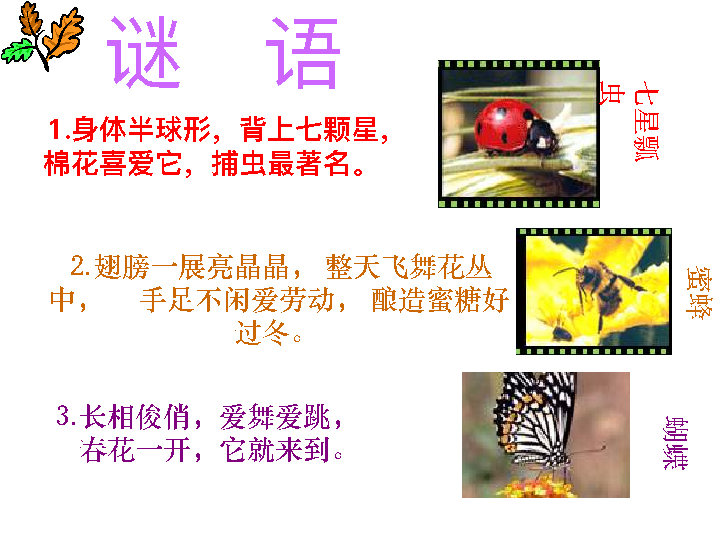 谜 语
1.身体半球形，背上七颗星，
棉花喜爱它，捕虫最著名。
七星瓢
虫
2.翅膀一展亮晶晶， 整天飞舞花丛
中， 手足不闲爱劳动， 酿造蜜糖好
过冬。
蜜蜂
3.长相俊俏，爱舞爱跳，
春花一开，它就来到。
蝴蝶